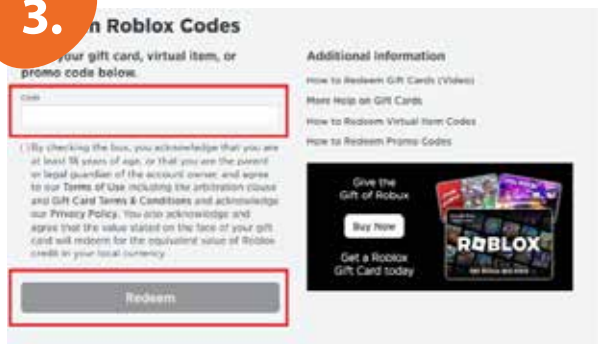 3.
n Roblox Codes
your gift card, virtual item, or
promo code below.
Code
By checking the box, you acknowledge that you are
at least 18 years of age, or that you are the parent
or legal guardian of the account owner, and agree
to our Terms of Use including the arbitration clause
and Gift Card Terms & Conditions and acknowledge
our Privacy Policy. You also acknowledge and
agree that the value stated on the face of your gift
card will redeem for the equivalent value of Roblox
credit in your local currency
Redeem
Additional Information
How to Redeem Gift Cards (Video)
More Help on Gift Cards
How to Redeem Virtual Item Codes
How to Redeem Promo Codes
Give the
Gift of Robux
Buy Now
Get a Roblox
Gift Card today
ROBLOX